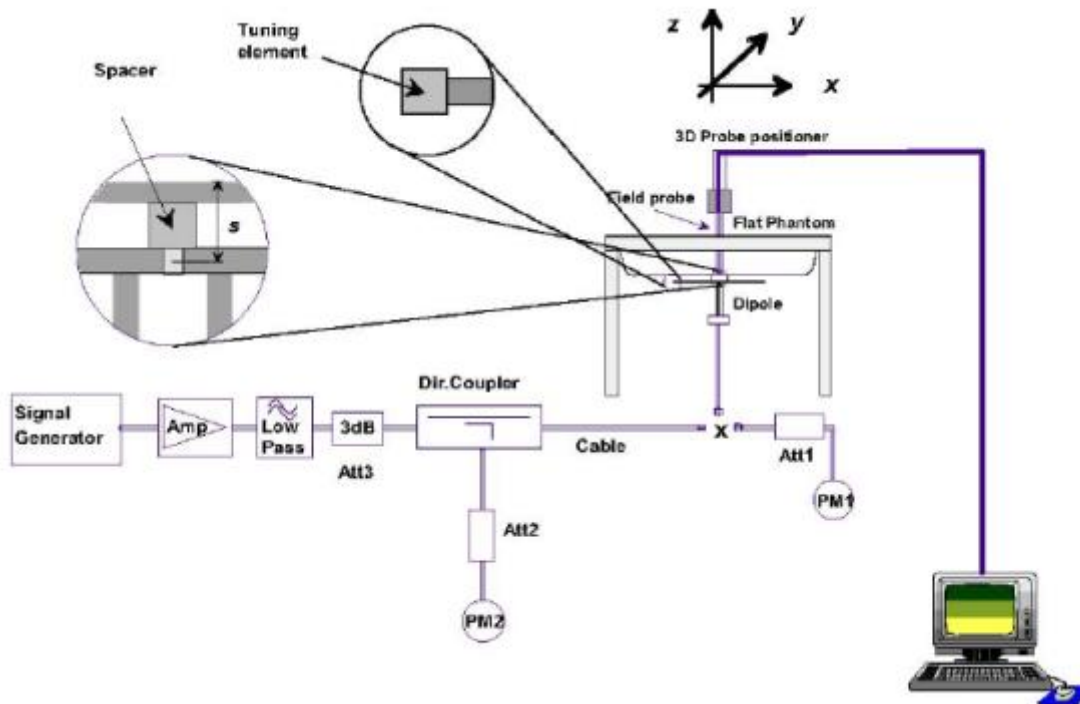 Tuning
element
Spacer
z
y
x
3D Probe positioner
Field probe
Flat Phantom
s
Dipole
Dir.Coupler
Signal
Generator
Amp
Low
Pass
3dB
Att3
Cable
x
Att1
PM1
Att2
PM2